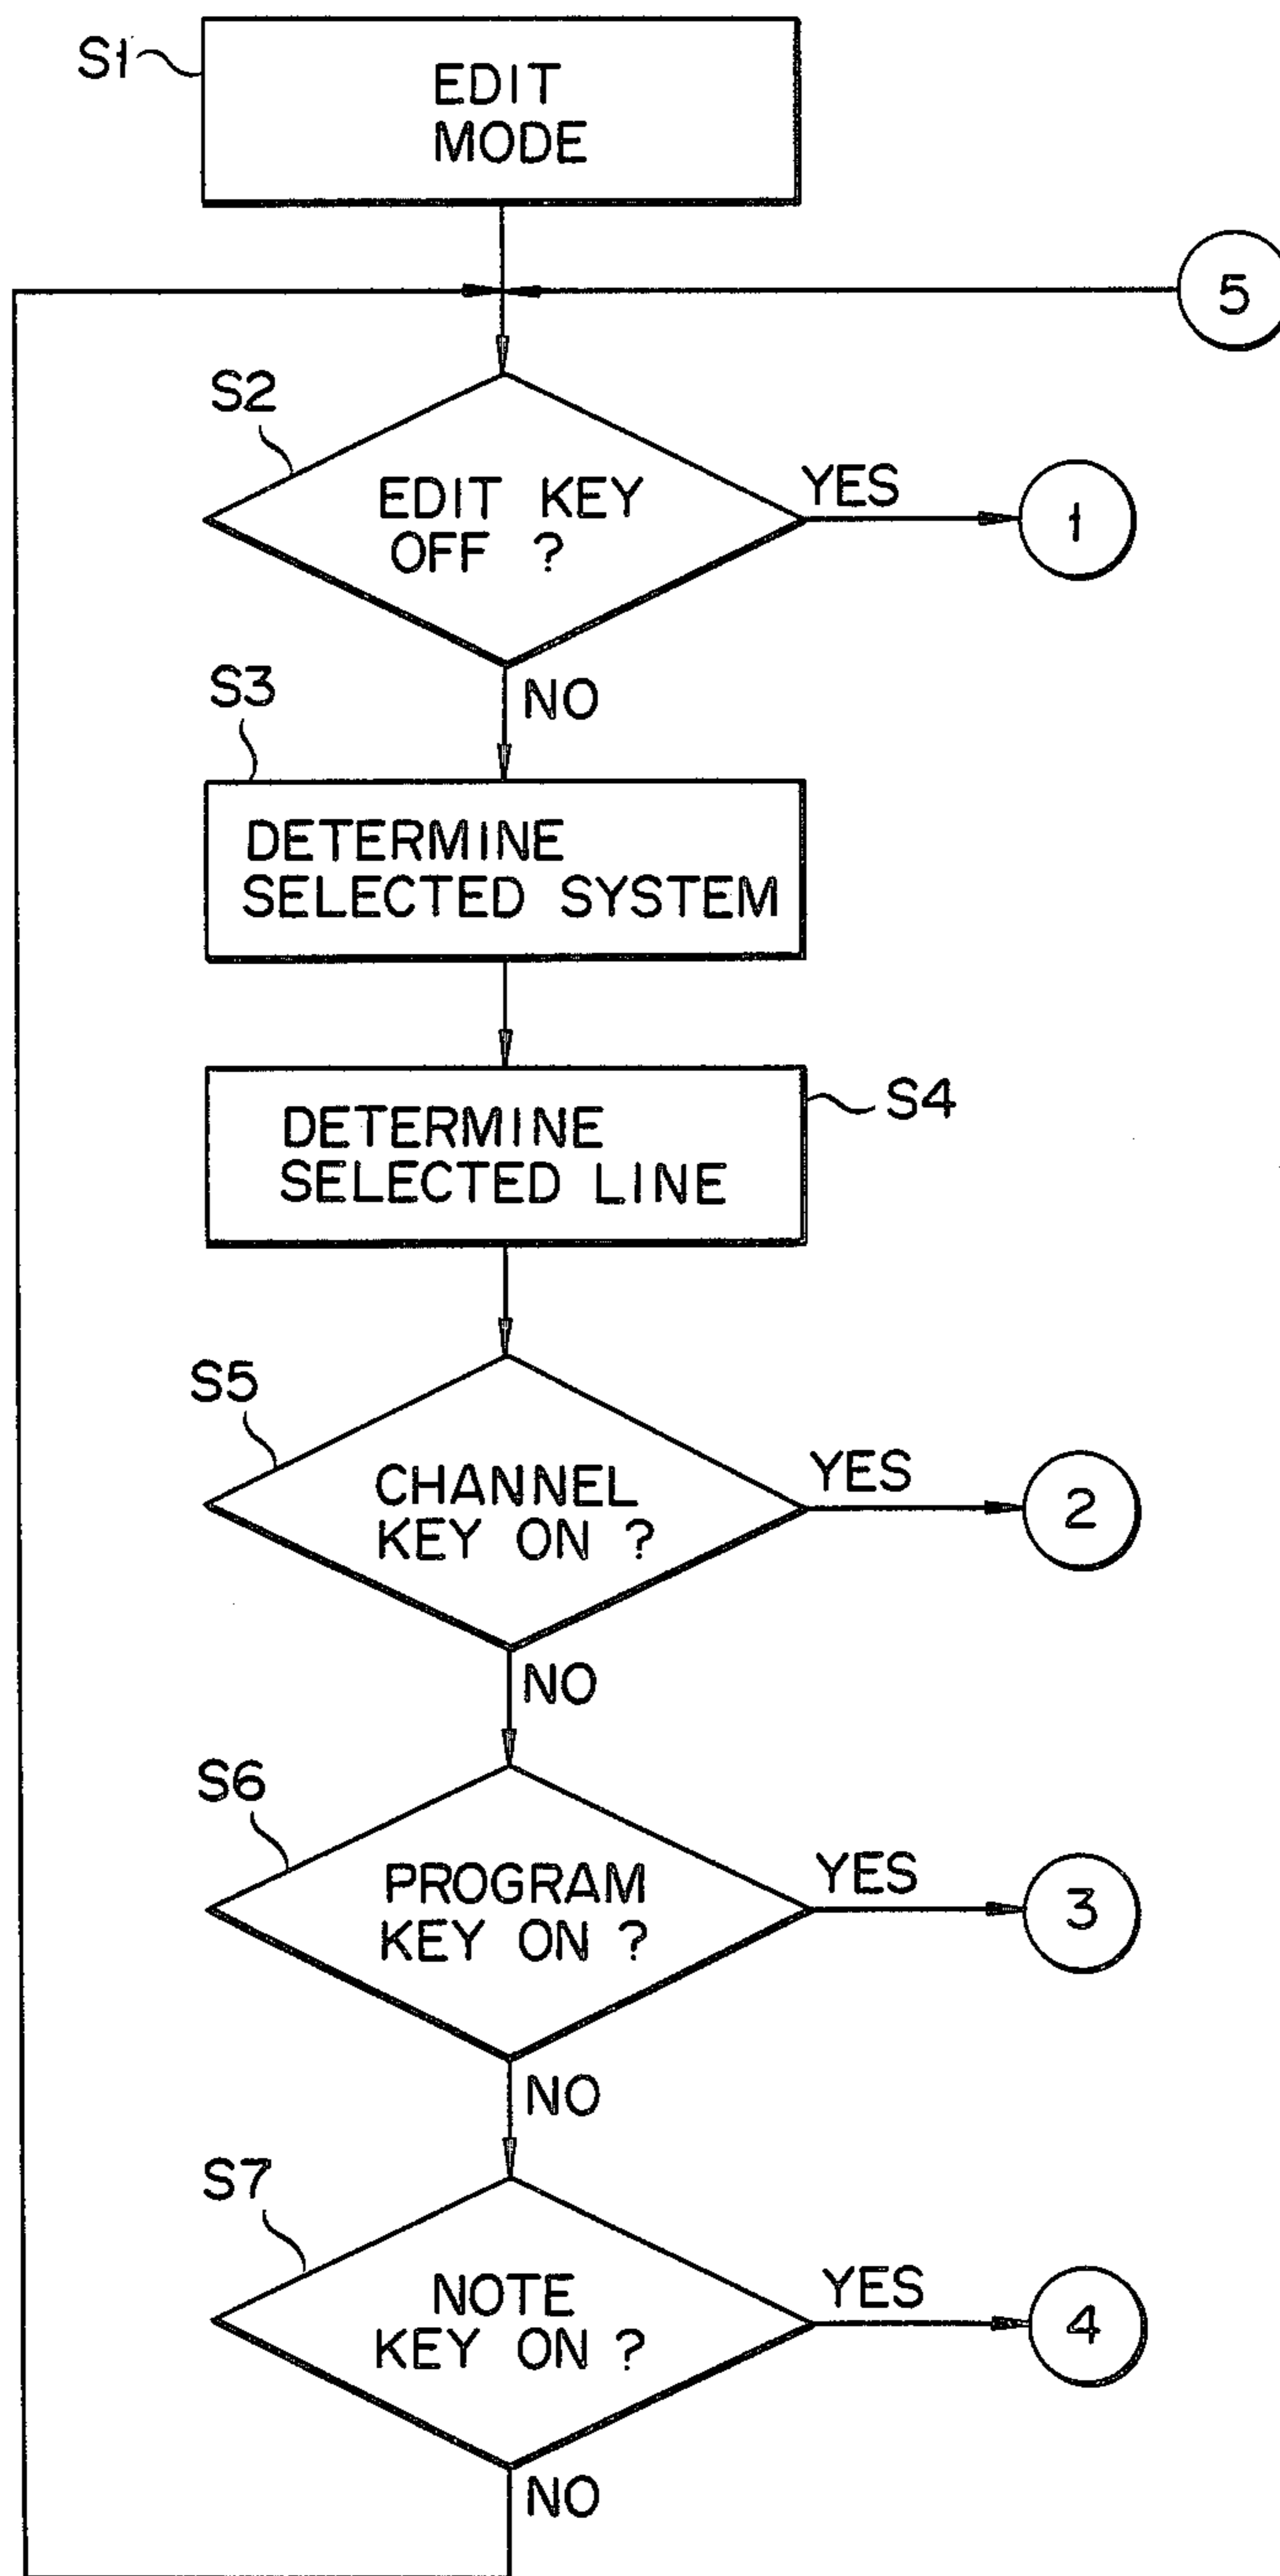 S1
EDIT
MODE
5
S2
EDIT KEY
OFF ?
YES
1
NO
S3
DETERMINE
SELECTED SYSTEM
DETERMINE
SELECTED LINE
S4
S5
CHANNEL
KEY ON ?
YES
2
NO
S6
PROGRAM
KEY ON ?
YES
3
NO
S7
NOTE
KEY ON ?
YES
4
NO